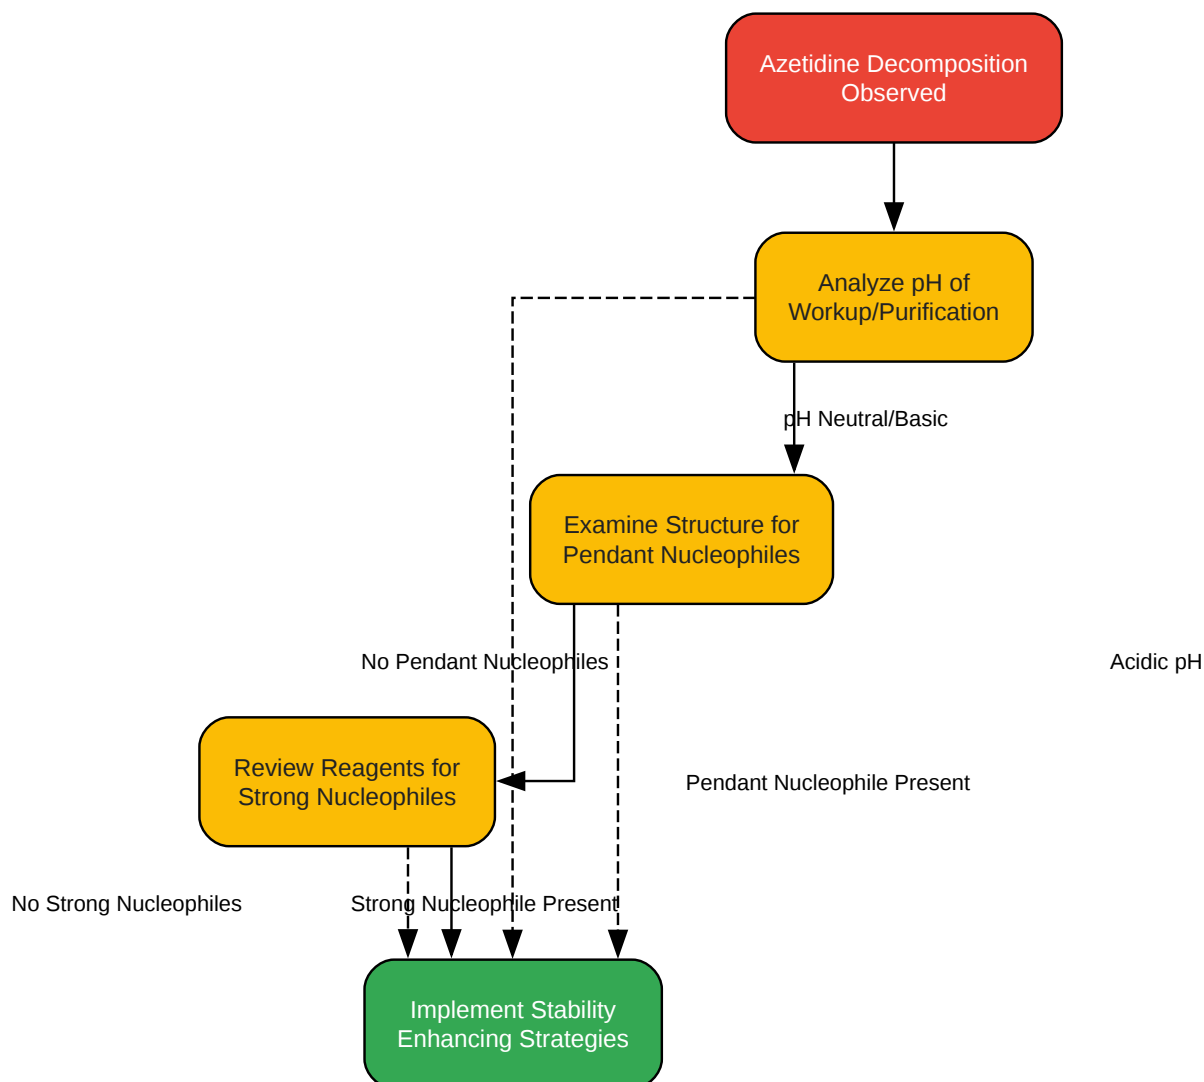 Azetidine Decomposition
Observed
Analyze pH of
Workup/Purification
pH Neutral/Basic
Examine Structure for
Pendant Nucleophiles
No Pendant Nucleophiles
Acidic pH
Review Reagents for
Strong Nucleophiles
Pendant Nucleophile Present
No Strong Nucleophiles
Strong Nucleophile Present
Implement Stability
Enhancing Strategies